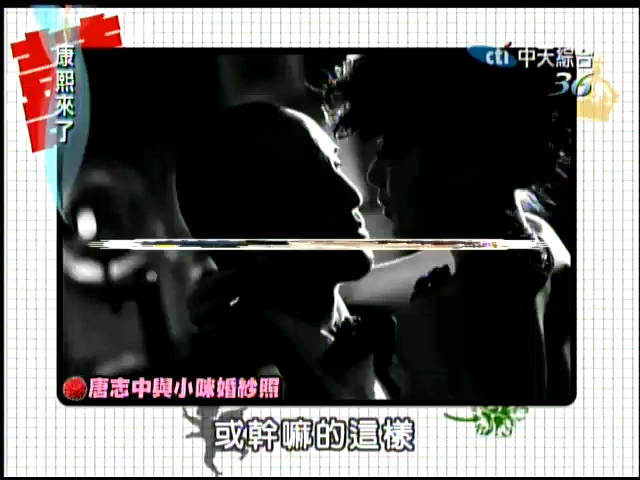 康熙來了
cti 中天綜合
36
唐志中與小咪婚紗照
或幹嘛的這樣